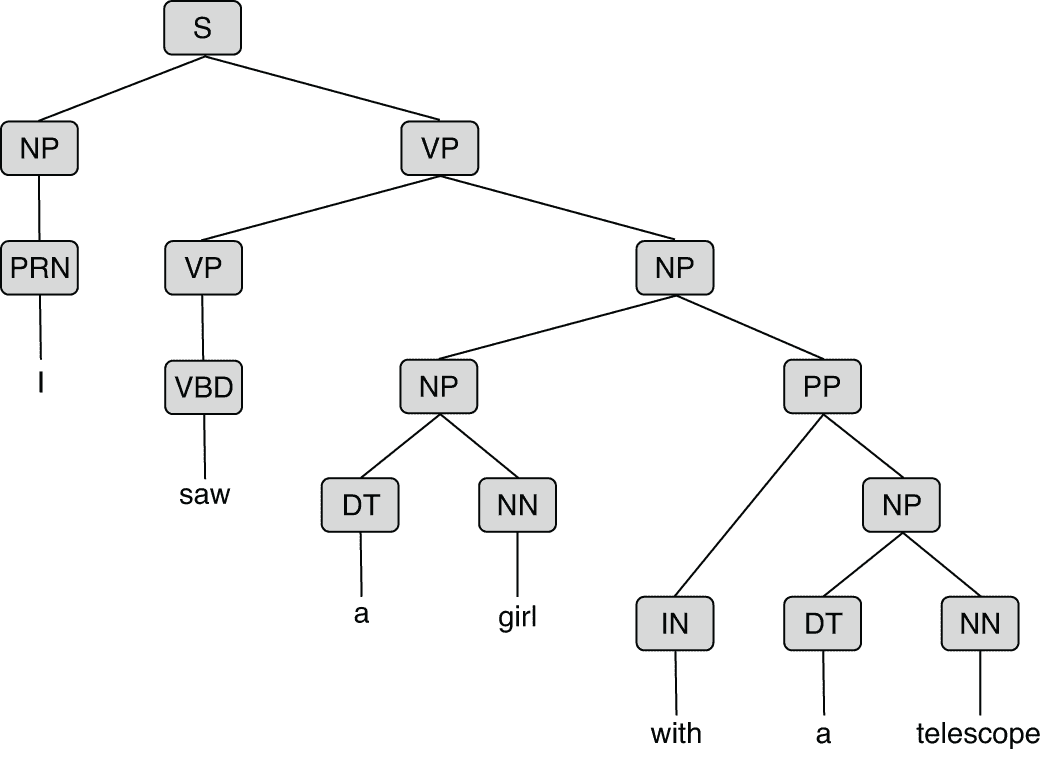 S
NP VP
PRN VP NP
I VBD NP PP
saw DT NN NP
a girl IN DT NN
with a telescope